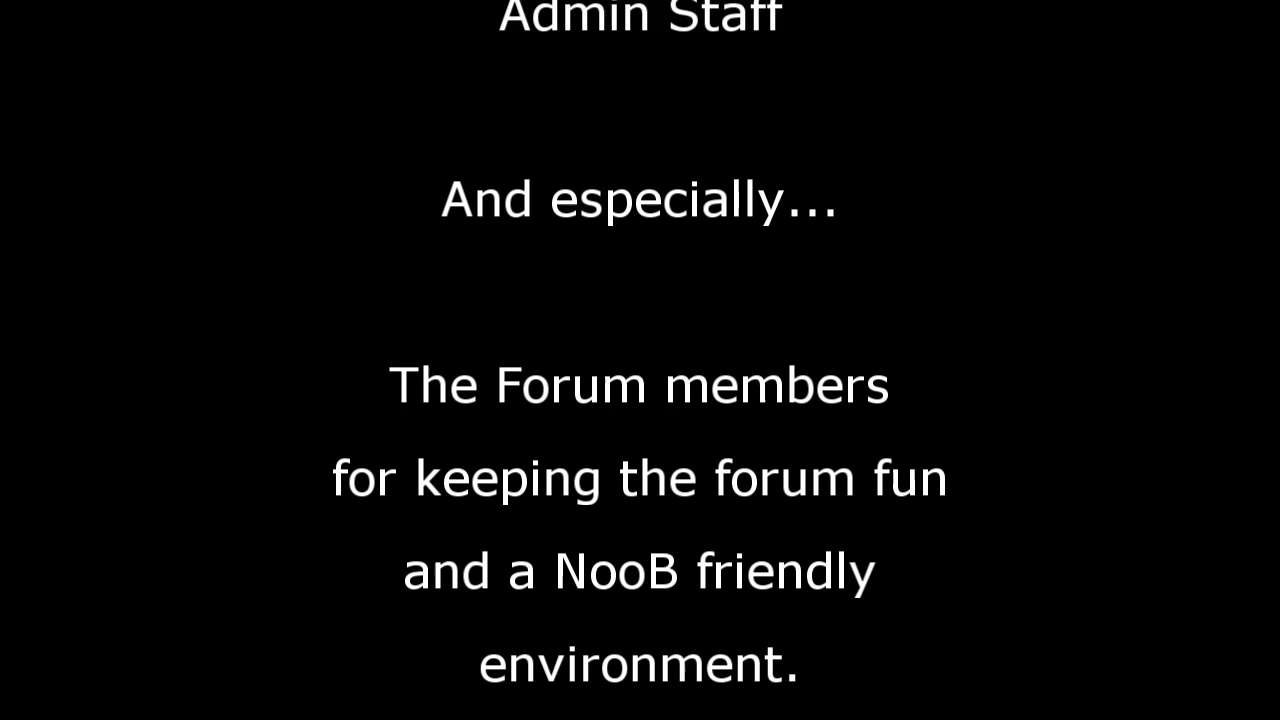 Admin Staff
And especially...
The Forum members
for keeping the forum fun
and a NooB friendly
environment.